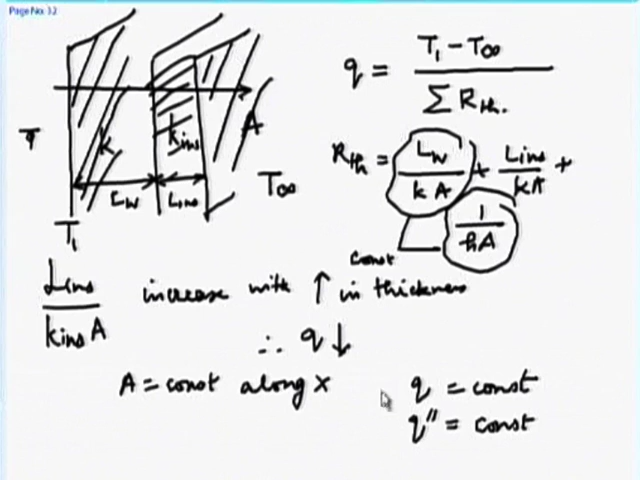 Page No: 32
q = T₁ - T∞ / Σ Rth.
k
kins
A
T
Rth = Lw / kA + Lins / kA + 1 / hA
Lw
Lins
T∞
T₁
const
Lins / kins A increase with ↑ in thickness
∴ q ↓
A = const along x
q = const
q" = const